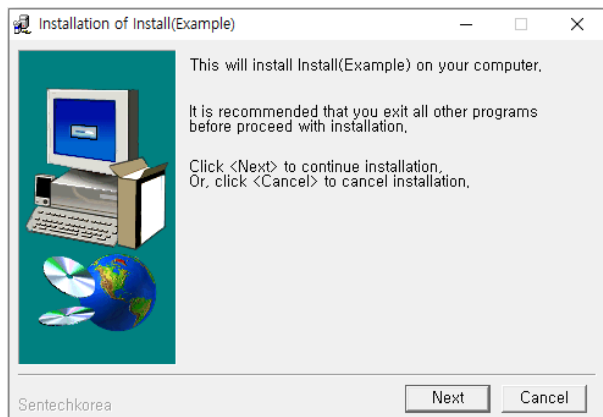 Installation of Install(Example)
This will install Install(Example) on your computer.
It is recommended that you exit all other programs
before proceed with installation.
Click <Next> to continue installation,
Or, click <Cancel> to cancel installation.
Sentechkorea
Next
Cancel